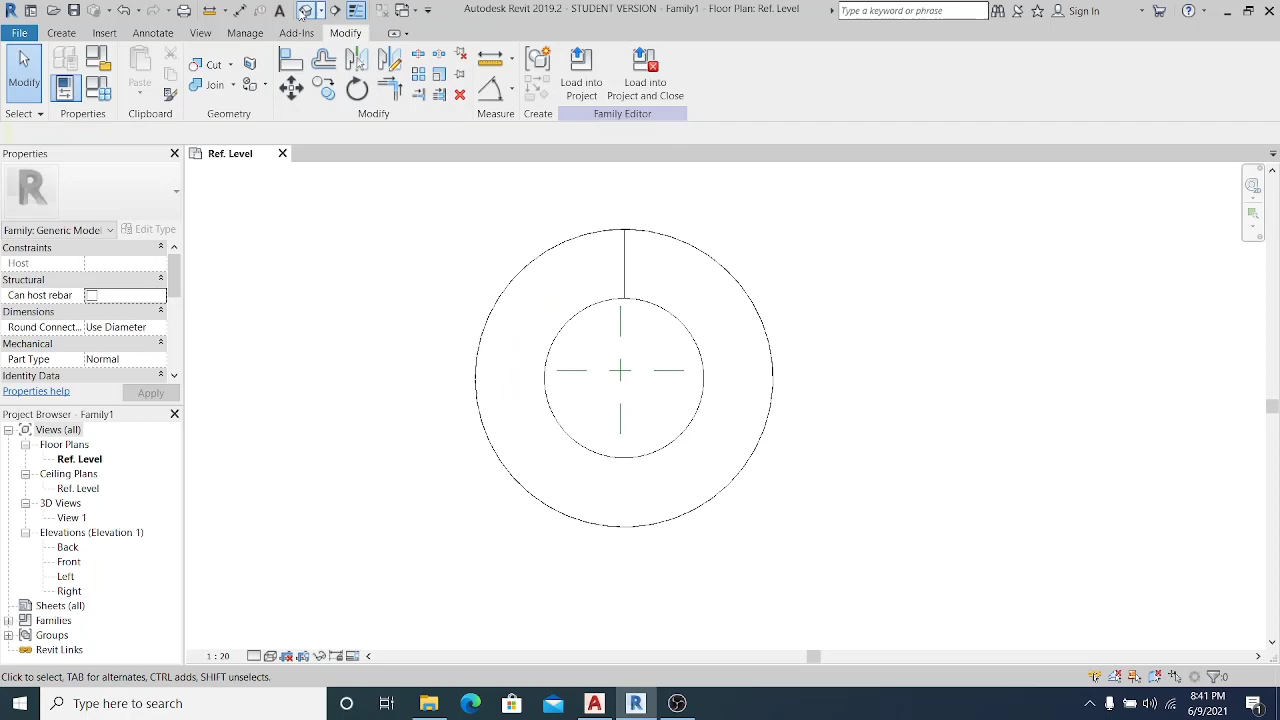 Autodesk Revit 2019.2 - STUDENT VERSION - Family1 - Floor Plan: Ref. Level
Type a keyword or phrase
Sign In
File Create Insert Annotate View Manage Add-Ins Modify
Modify
Paste
Cut
Join
Load into Project
Load into Project and Close
Select Properties Clipboard Geometry Modify Measure Create Family Editor
Properties
Ref. Level
Family: Generic Model
Edit Type
Constraints
Host
Structural
Can host rebar
Dimensions
Round Connec... Use Diameter
Mechanical
Part Type Normal
Identity Data
Properties help
Apply
Project Browser - Family1
Views (all)
Floor Plans
Ref. Level
Ceiling Plans
Ref. Level
3D Views
View 1
Elevations (Elevation 1)
Back
Front
Left
Right
Sheets (all)
Families
Groups
Revit Links
1 : 20
Click to select, TAB for alternates, CTRL adds, SHIFT unselects.
:0
Type here to search
8:41 PM
6/9/2021